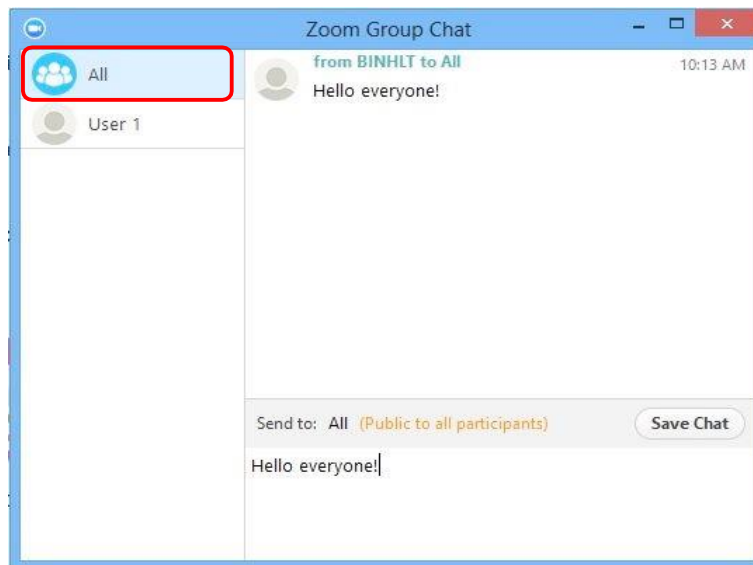 Zoom Group Chat
All
User 1
from BINHLT to All
10:13 AM
Hello everyone!
Send to: All (Public to all participants)
Save Chat
Hello everyone!